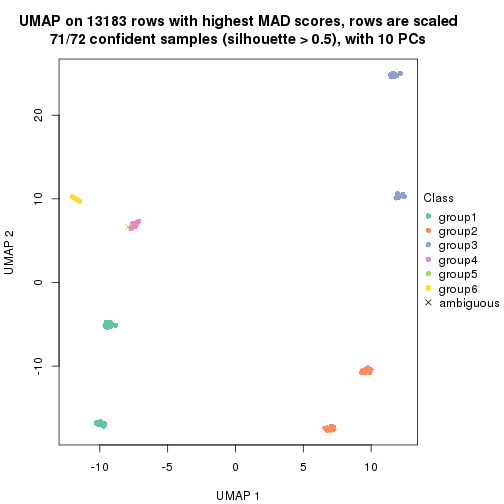 UMAP on 13183 rows with highest MAD scores, rows are scaled
71/72 confident samples (silhouette > 0.5), with 10 PCs
20
10
0
-10
UMAP 2
-10
-5
0
5
10
UMAP 1
Class
group1
group2
group3
group4
group5
group6
ambiguous